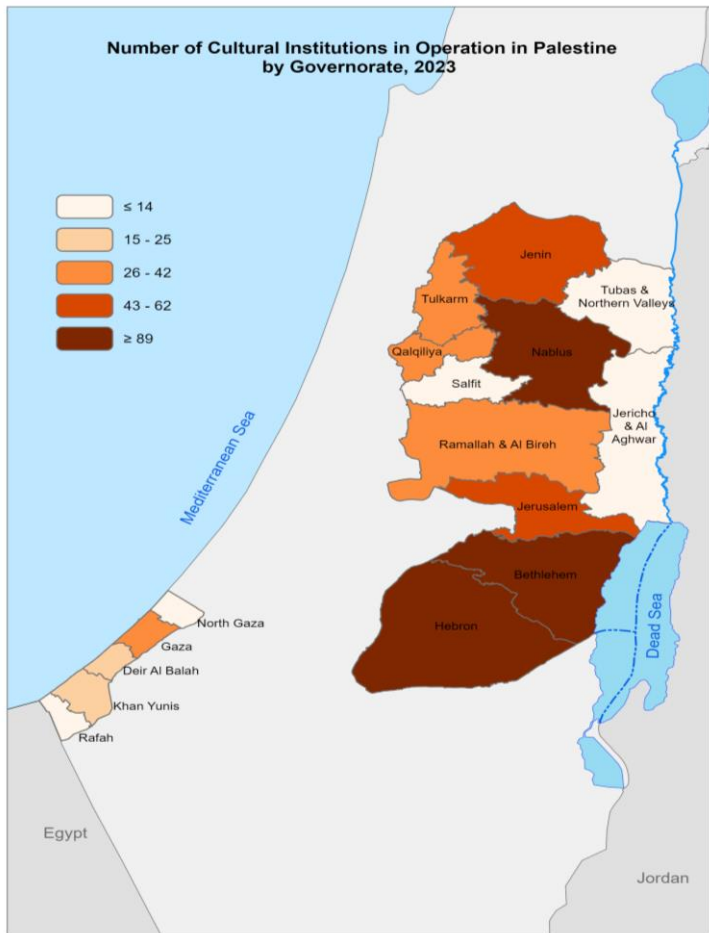 Number of Cultural Institutions in Operation in Palestine
by Governorate, 2023
≤ 14
15 - 25
26 - 42
43 - 62
≥ 89
Jenin
Tubas &
Northern Valleys
Tulkarm
Nablus
Qalqiliya
Salfit
Jericho
& Al
Aghwar
Ramallah & Al Bireh
Jerusalem
Mediterranean Sea
Bethlehem
Hebron
Dead Sea
North Gaza
Gaza
Deir Al Balah
Khan Yunis
Rafah
Egypt
Jordan